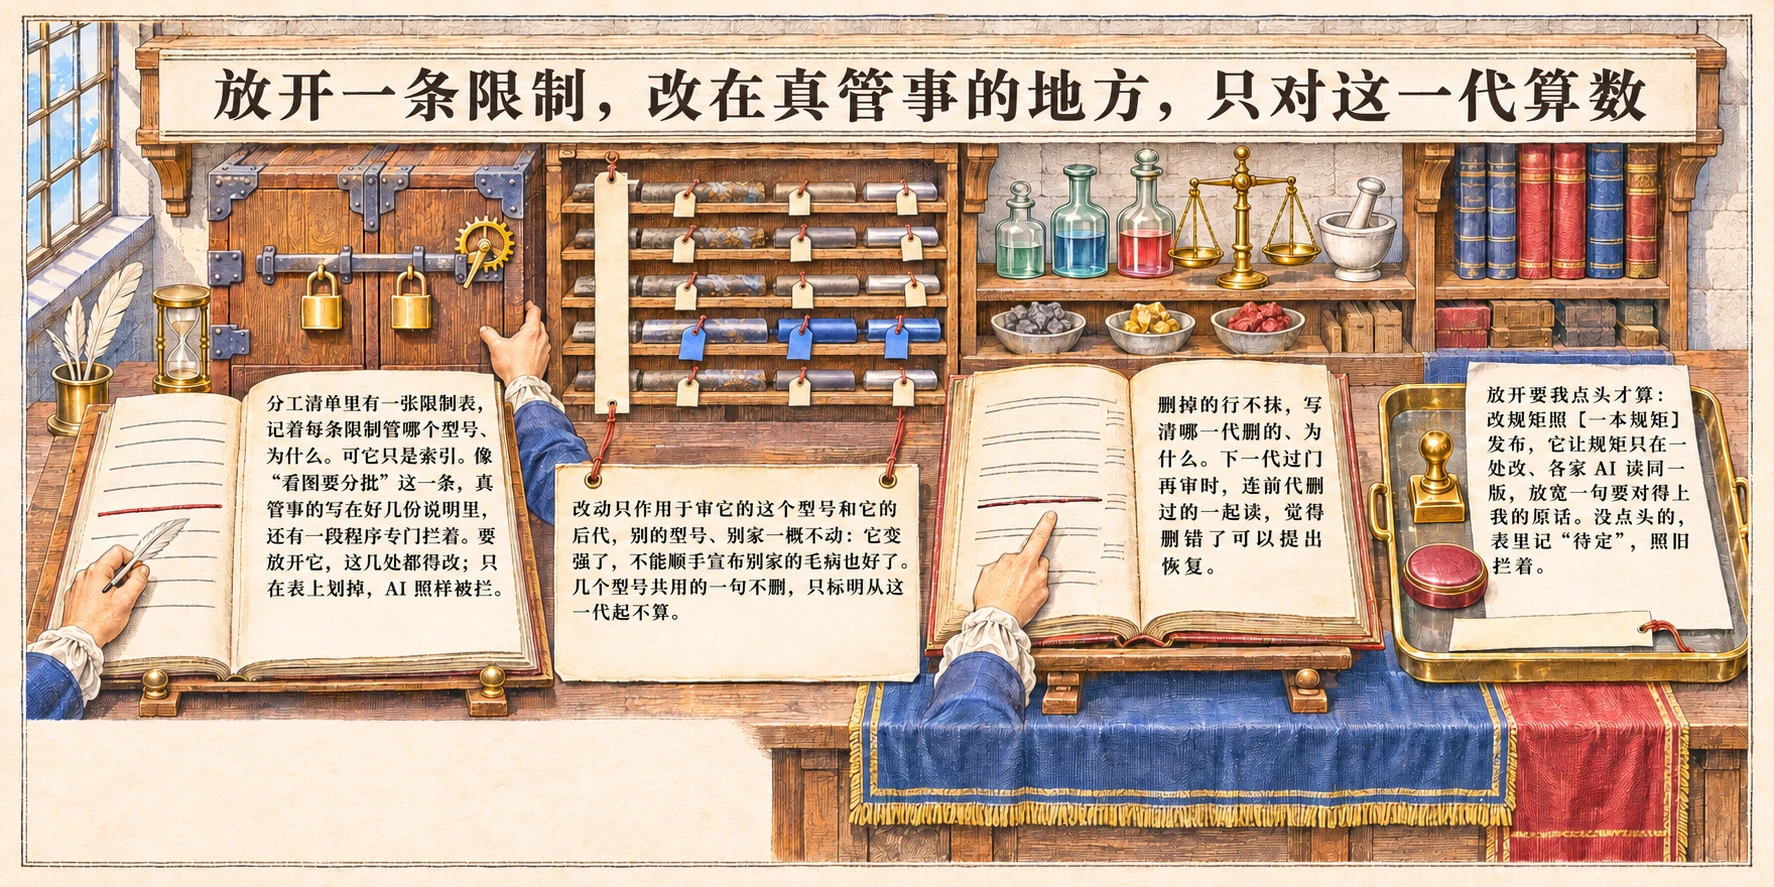 放开一条限制，改在真管事的地方，只对这一代算数
分工清单里有一张限制表，
记着每条限制管哪个型号、
为什么。可它只是索引。像
“看图要分批”这一条，真
管事的写在好几份说明里，
还有一段程序专门拦着。要
放开它，这几处都得改；只
在表上划掉，AI 照样被拦。
改动只作用于审它的这个型号和它的
后代，别的型号、别家一概不动：它变
强了，不能顺手宣布别家的毛病也好了。
几个型号共用的一句不删，只标明从这
一代起不算。
删掉的行不抹，写
清哪一代删的、为
什么。下一代过门
再审时，连前代删
过的一起读，觉得
删错了可以提出
恢复。
放开要我点头才算：
改规矩照［一本规矩］
发布，它让规矩只在一
处改、各家 AI 读同一
版，放宽一句要对得上
我的原话。没点头的，
表里记“待定”，照旧
拦着。